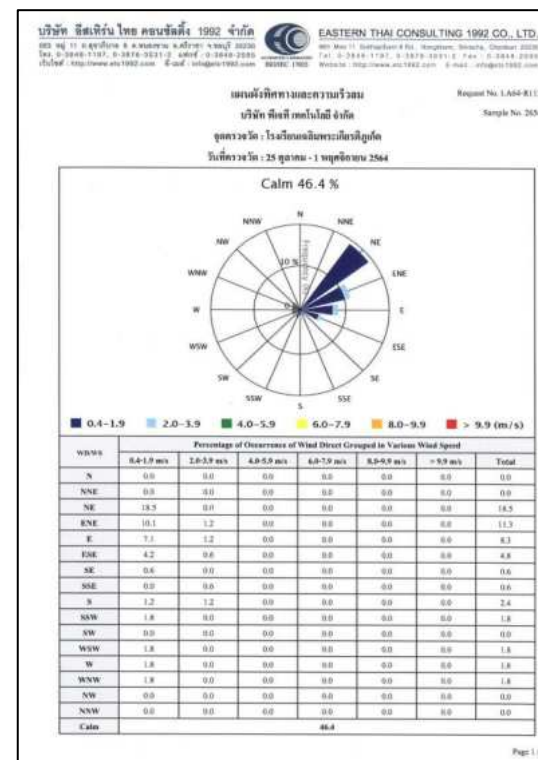 บริษัท อีสเทิร์น ไทย คอนซัลติ้ง 1992 จำกัด
EASTERN THAI CONSULTING 1992 CO., LTD.
แผนผังทิศทางและความเร็วลม
Request No. LA64-R11
บริษัท พีเจที เทคโนโลยี จำกัด
Sample No. 265
จุดตรวจวัด : โรงเรียนเฉลิมพระเกียรติภูเก็ต
วันที่ตรวจวัด : 25 ตุลาคม - 1 พฤศจิกายน 2564
Calm 46.4 %
N
NNW NNE
NW NE
WNW ENE
10 %
Frequency (%)
W E
WSW ESE
SW SE
SSW SSE
S
0.4-1.9 2.0-3.9 4.0-5.9 6.0-7.9 8.0-9.9 > 9.9 (m/s)
WD/WS Percentage of Occurrence of Wind Direct Grouped in Various Wind Speed
0.4-1.9 m/s 2.0-3.9 m/s 4.0-5.9 m/s 6.0-7.9 m/s 8.0-9.9 m/s > 9.9 m/s Total
N 0.0 0.0 0.0 0.0 0.0 0.0 0.0
NNE 0.0 0.0 0.0 0.0 0.0 0.0 0.0
NE 18.5 0.0 0.0 0.0 0.0 0.0 18.5
ENE 10.1 1.2 0.0 0.0 0.0 0.0 11.3
E 7.1 1.2 0.0 0.0 0.0 0.0 8.3
ESE 4.2 0.6 0.0 0.0 0.0 0.0 4.8
SE 0.6 0.0 0.0 0.0 0.0 0.0 0.6
SSE 0.0 0.6 0.0 0.0 0.0 0.0 0.6
S 1.2 1.2 0.0 0.0 0.0 0.0 2.4
SSW 1.8 0.0 0.0 0.0 0.0 0.0 1.8
SW 0.0 0.0 0.0 0.0 0.0 0.0 0.0
WSW 1.8 0.0 0.0 0.0 0.0 0.0 1.8
W 1.8 0.0 0.0 0.0 0.0 0.0 1.8
WNW 1.8 0.0 0.0 0.0 0.0 0.0 1.8
NW 0.0 0.0 0.0 0.0 0.0 0.0 0.0
NNW 0.0 0.0 0.0 0.0 0.0 0.0 0.0
Calm 46.4